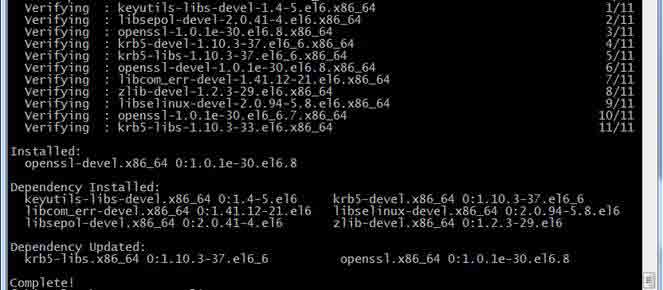 Verifying  : keyutils-libs-devel-1.4-5.el6.x86_64 1/11
Verifying  : libsepol-devel-2.0.41-4.el6.x86_64 2/11
Verifying  : openssl-1.0.1e-30.el6.8.x86_64 3/11
Verifying  : krb5-devel-1.10.3-37.el6_6.x86_64 4/11
Verifying  : krb5-libs-1.10.3-37.el6_6.x86_64 5/11
Verifying  : openssl-devel-1.0.1e-30.el6.8.x86_64 6/11
Verifying  : libcom_err-devel-1.41.12-21.el6.x86_64 7/11
Verifying  : zlib-devel-1.2.3-29.el6.x86_64 8/11
Verifying  : libselinux-devel-2.0.94-5.8.el6.x86_64 9/11
Verifying  : openssl-1.0.1e-30.el6_6.7.x86_64 10/11
Verifying  : krb5-libs-1.10.3-33.el6.x86_64 11/11
Installed:
openssl-devel.x86_64 0:1.0.1e-30.el6.8
Dependency Installed:
keyutils-libs-devel.x86_64 0:1.4-5.el6 krb5-devel.x86_64 0:1.10.3-37.el6_6
libcom_err-devel.x86_64 0:1.41.12-21.el6 libselinux-devel.x86_64 0:2.0.94-5.8.el6
libsepol-devel.x86_64 0:2.0.41-4.el6 zlib-devel.x86_64 0:1.2.3-29.el6
Dependency Updated:
krb5-libs.x86_64 0:1.10.3-37.el6_6 openssl.x86_64 0:1.0.1e-30.el6.8
Complete!